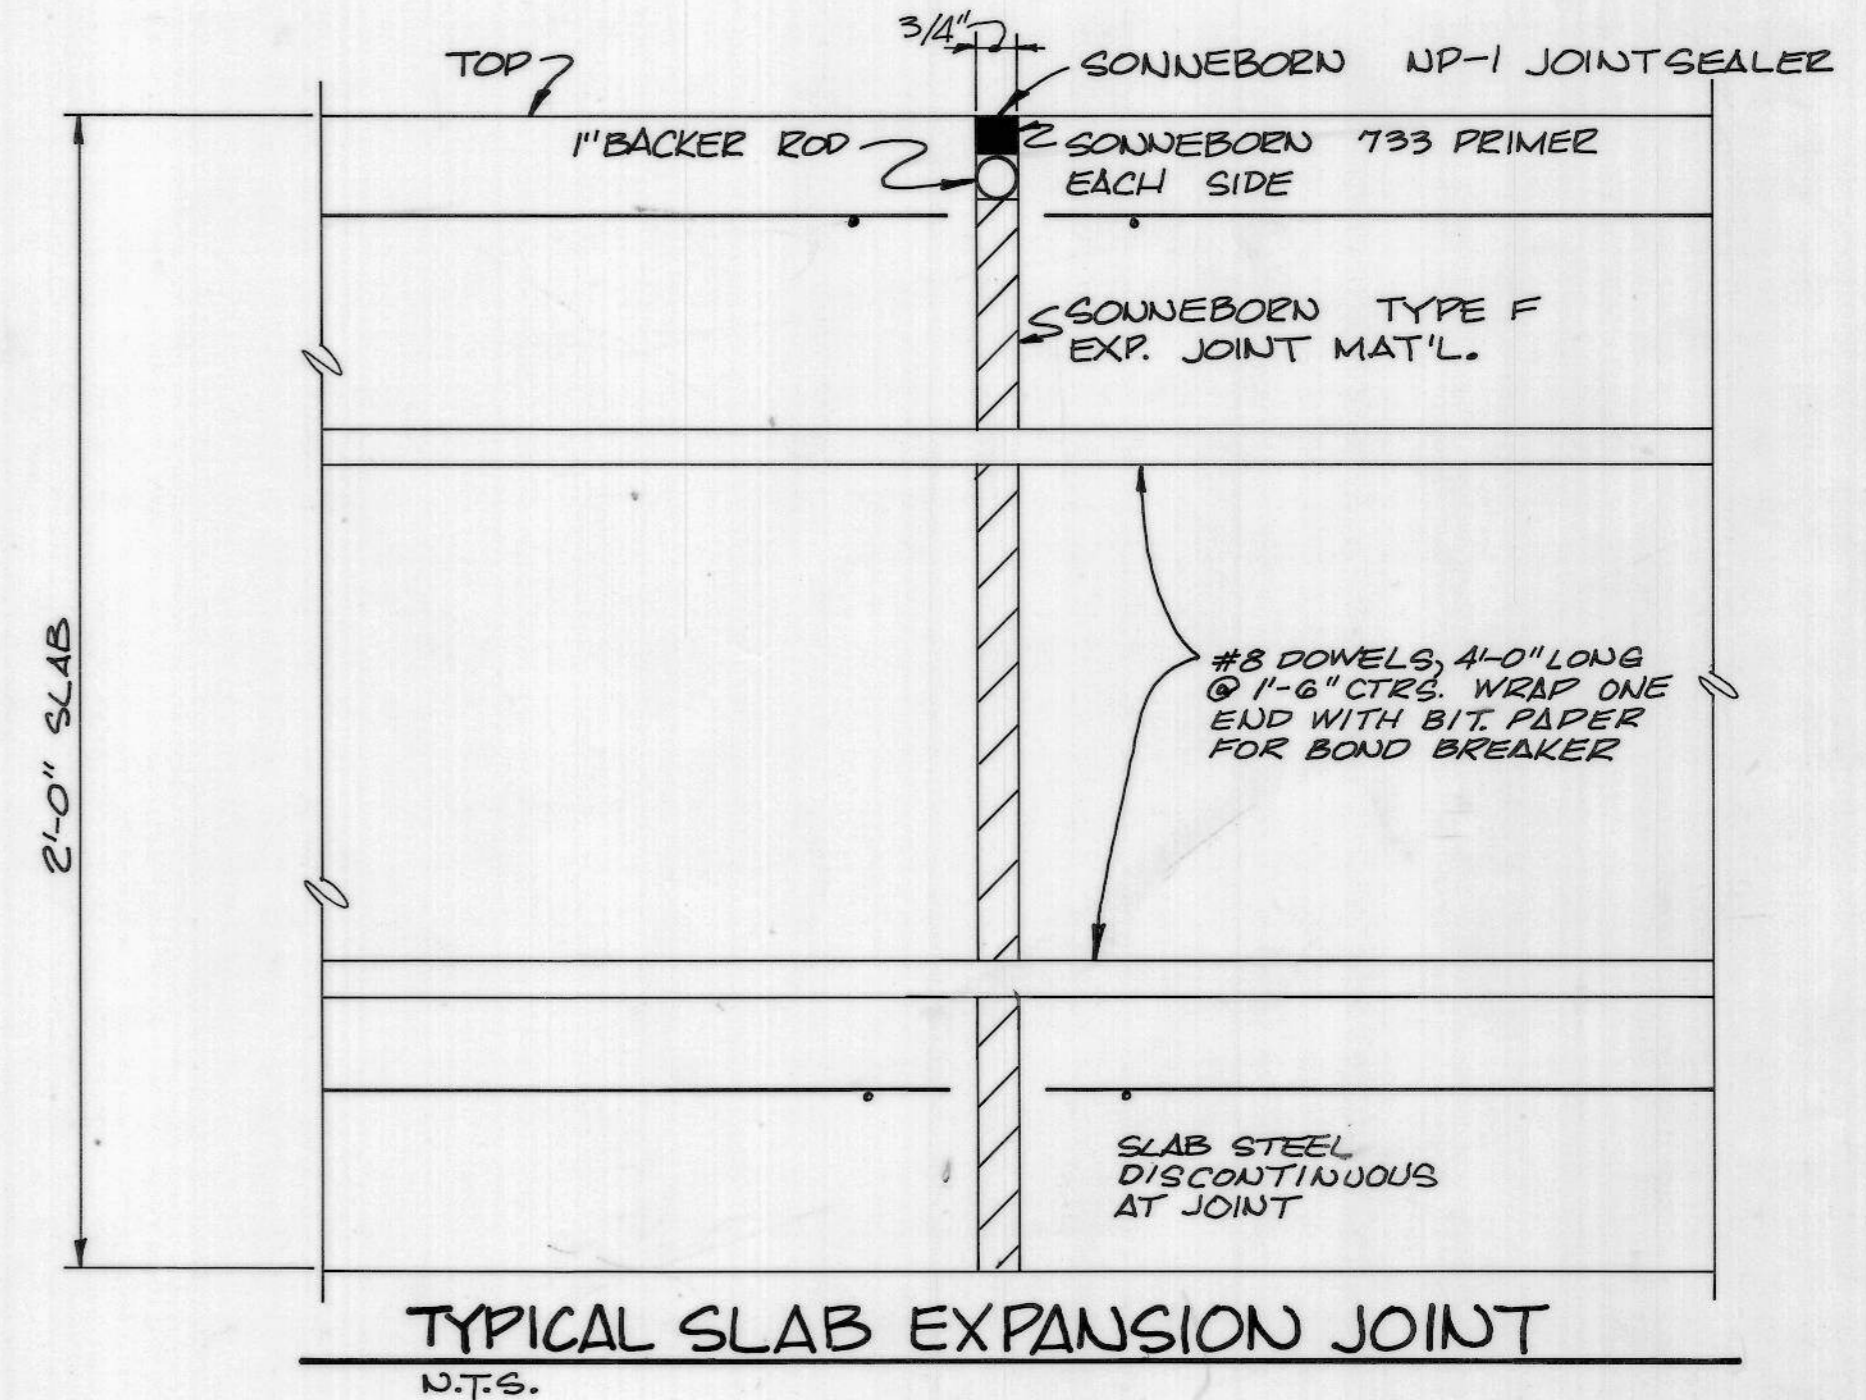 3/4"
TOP
SONNEBORN NP-1 JOINT SEALER
1" BACKER ROD
SONNEBORN 733 PRIMER
EACH SIDE
SONNEBORN TYPE F
EXP. JOINT MAT'L.
2'-0" SLAB
#8 DOWELS, 4'-0" LONG
@ 1'-6" CTRS. WRAP ONE
END WITH BIT. PAPER
FOR BOND BREAKER
SLAB STEEL
DISCONTINUOUS
AT JOINT
TYPICAL SLAB EXPANSION JOINT
N.T.S.